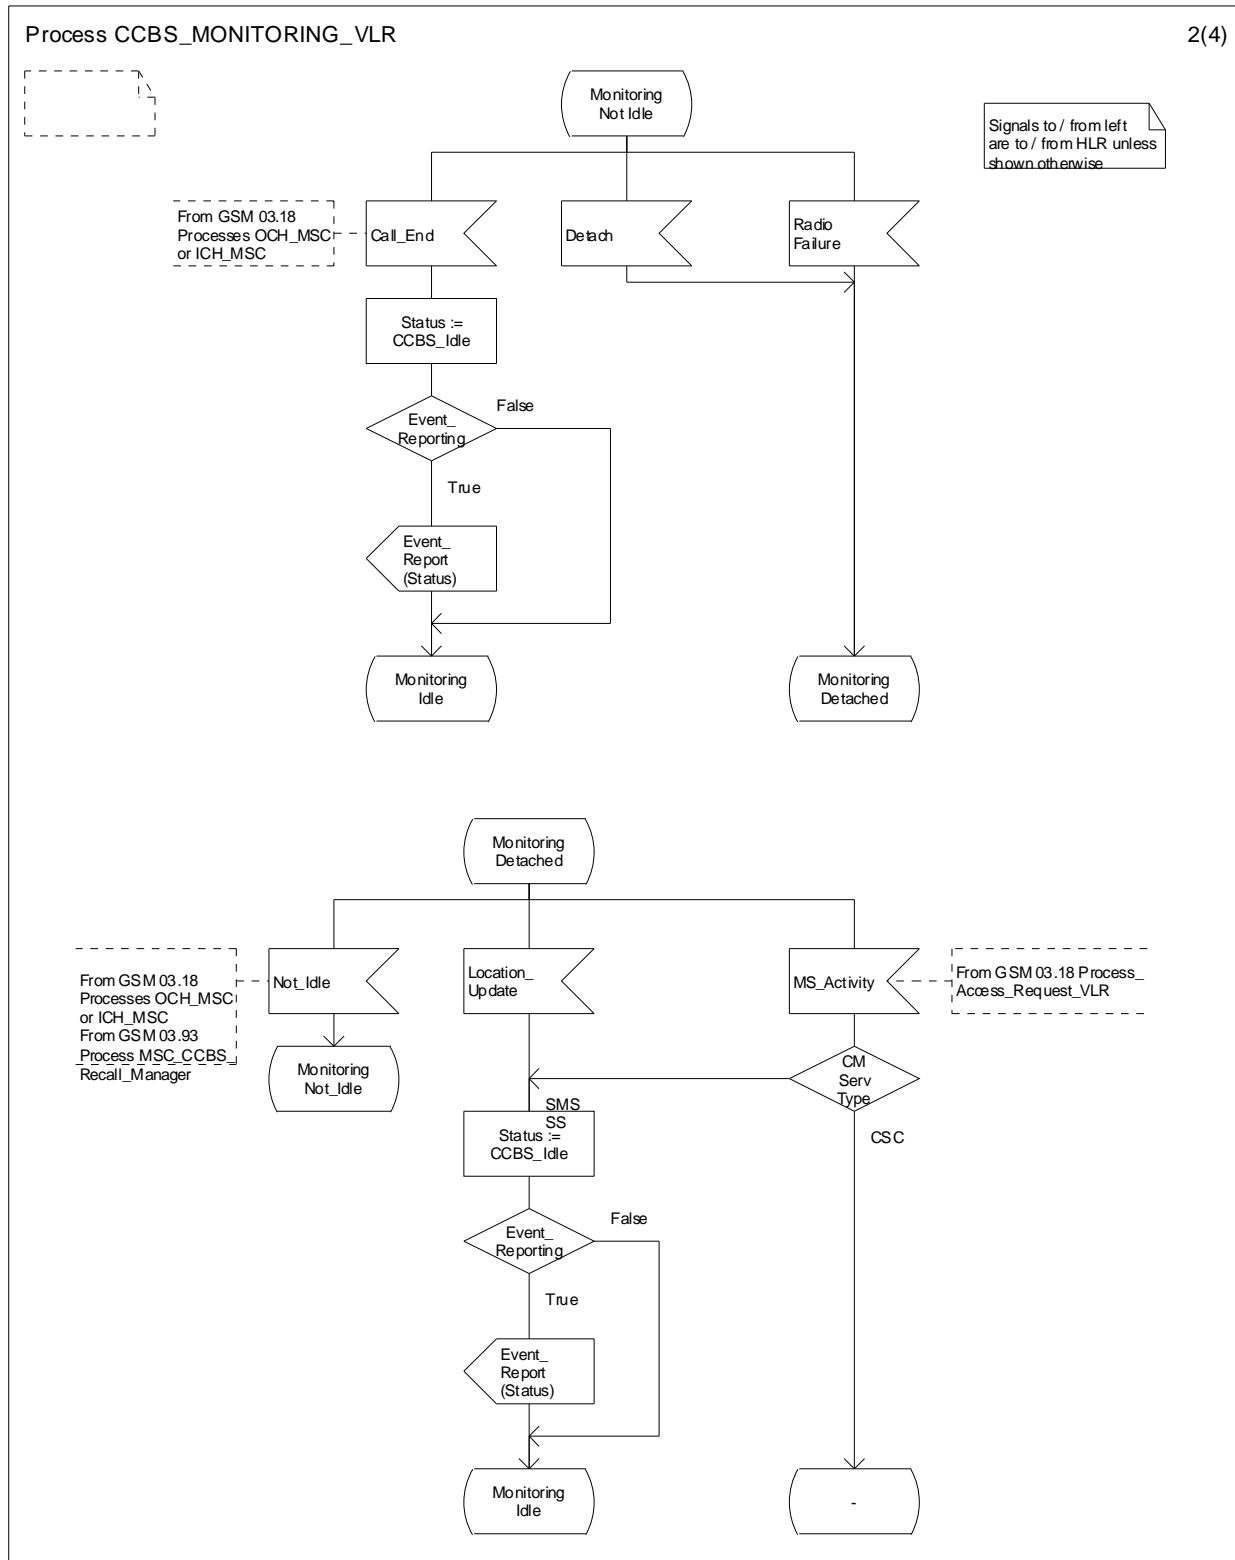 Process CCBS_MONITORING_VLR
2(4)
Monitoring
Not Idle
Signals to / from left
are to / from HLR unless
shown otherwise
From GSM 03.18
Processes OCH_MSC
or ICH_MSC
Call_End
Detach
Radio
Failure
Status :=
CCBS_Idle
Event_
Reporting
False
True
Event_
Report
(Status)
Monitoring
Idle
Monitoring
Detached
Monitoring
Detached
From GSM 03.18
Processes OCH_MSC
or ICH_MSC
From GSM 03.93
Process MSC_CCBS_
Recall_Manager
Not_Idle
Location_
Update
MS_Activity
From GSM 03.18 Process_
Access_Request_VLR
Monitoring
Not_Idle
CM
Serv
Type
SMS
SS
CSC
Status :=
CCBS_Idle
Event_
Reporting
False
True
Event_
Report
(Status)
Monitoring
Idle
-